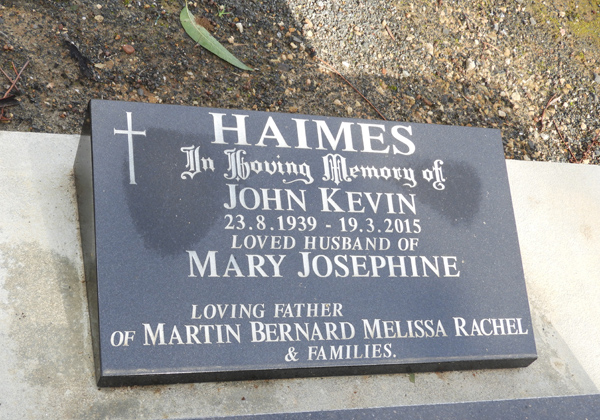 HAIMES
In Loving Memory of
JOHN KEVIN
23.8.1939 - 19.3.2015
LOVED HUSBAND OF
MARY JOSEPHINE
LOVING FATHER
OF MARTIN BERNARD MELISSA RACHEL
& FAMILIES.